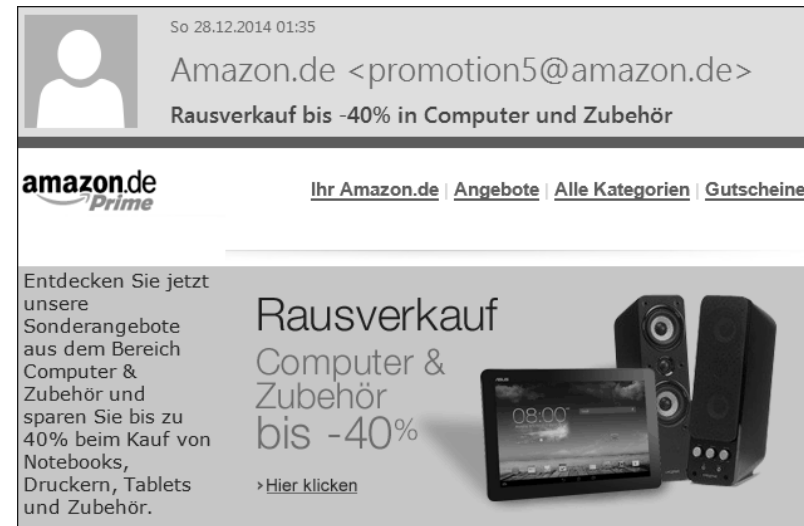 So 28.12.2014 01:35
Amazon.de <promotion5@amazon.de>
Rausverkauf bis -40% in Computer und Zubehör
amazon.de
Prime
Ihr Amazon.de | Angebote | Alle Kategorien | Gutscheine
Entdecken Sie jetzt
unsere
Sonderangebote
aus dem Bereich
Computer &
Zubehör und
sparen Sie bis zu
40% beim Kauf von
Notebooks,
Druckern, Tablets
und Zubehör.
Rausverkauf
Computer &
Zubehör
bis -40%
›Hier klicken
ASUS
08:00